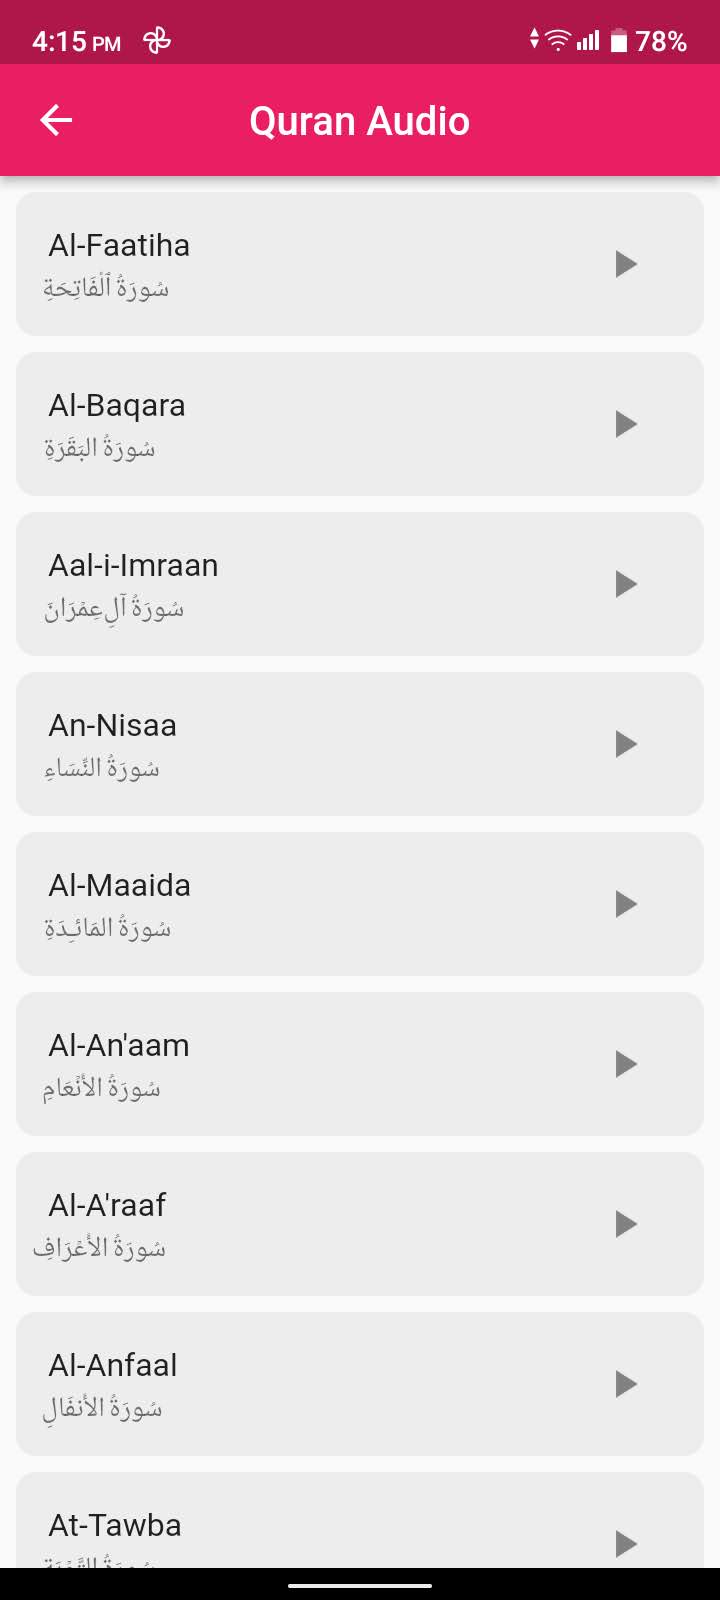 4:15 PM 78%
Quran Audio
Al-Faatiha
سُورَةُ ٱلْفَاتِحَةِ
Al-Baqara
سُورَةُ البَقَرَةِ
Aal-i-Imraan
سُورَةُ آلِ عِمۡرَانَ
An-Nisaa
سُورَةُ النِّسَاءِ
Al-Maaida
سُورَةُ المَائـِدَةِ
Al-An'aam
سُورَةُ الأَنۡعَامِ
Al-A'raaf
سُورَةُ الأَعۡرَافِ
Al-Anfaal
سُورَةُ الأَنفَالِ
At-Tawba